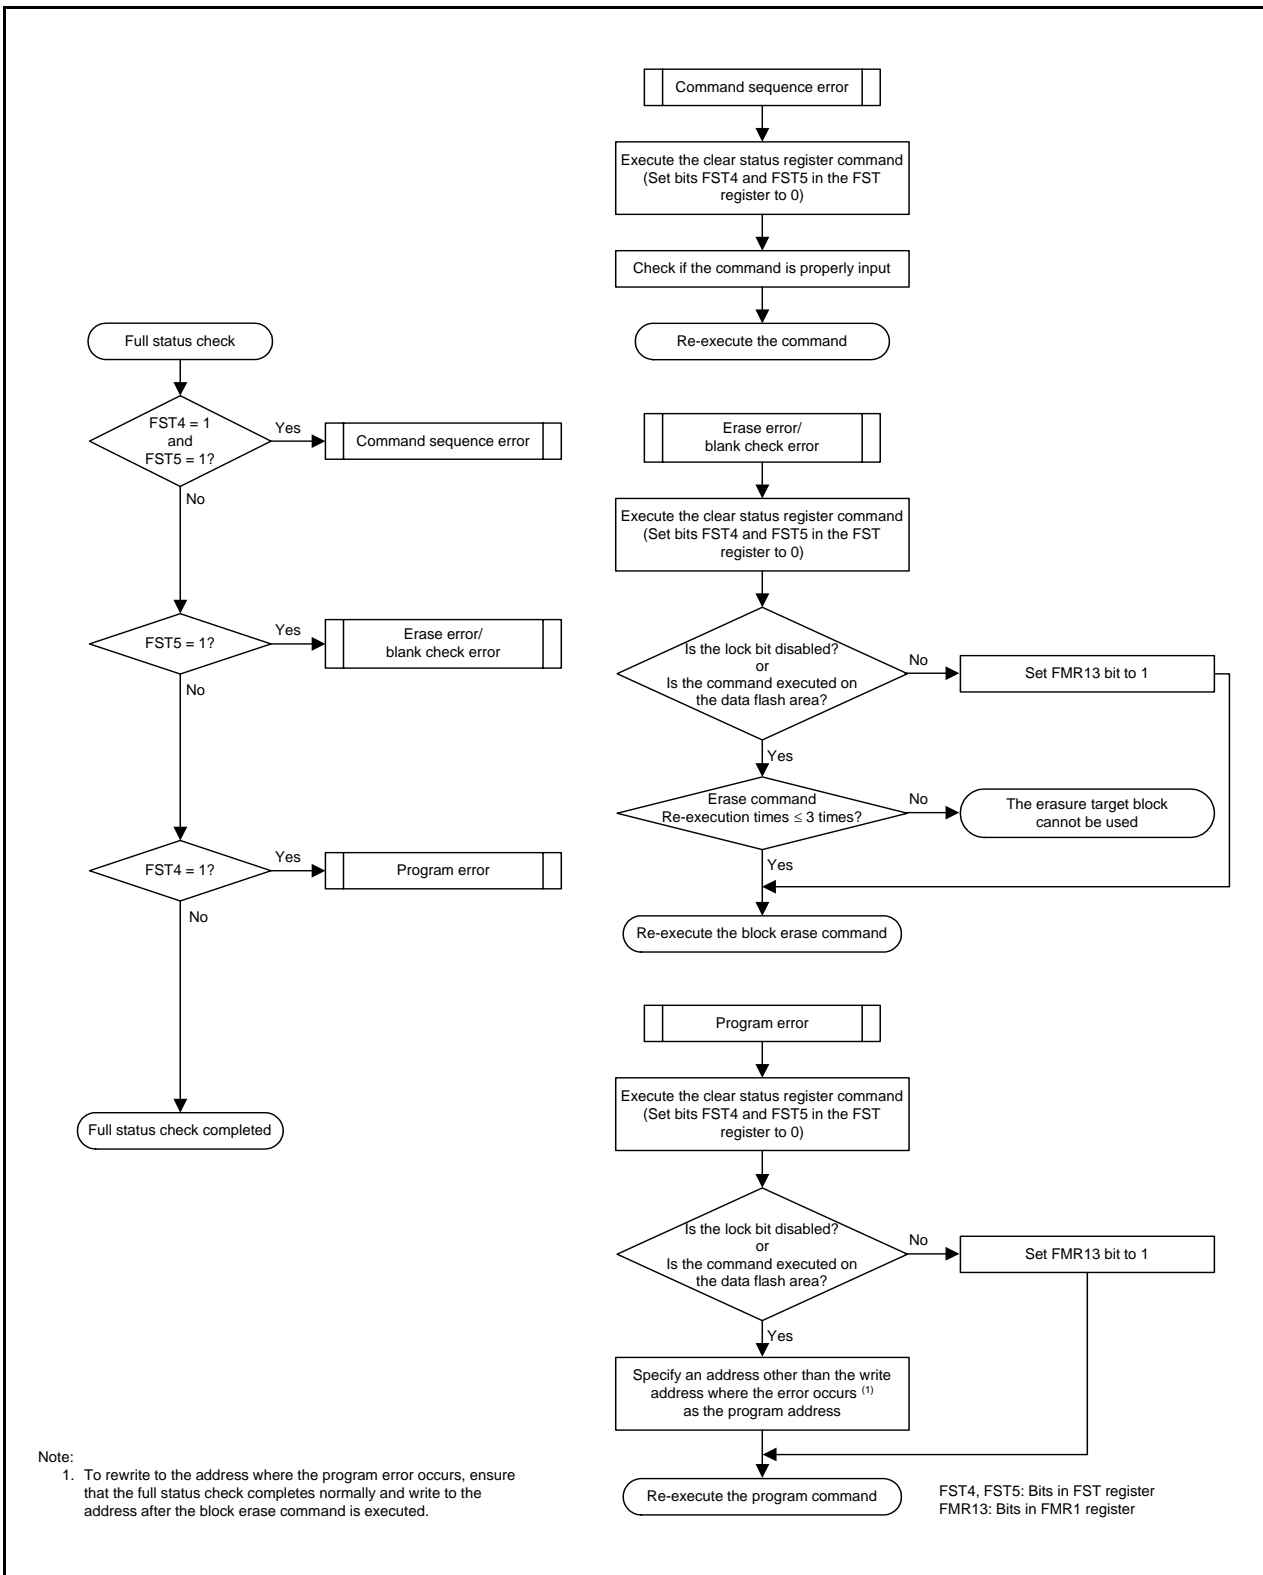 Full status check
FST4 = 1
and
FST5 = 1?
Yes
Command sequence error
No
FST5 = 1?
Yes
Erase error/
blank check error
No
FST4 = 1?
Yes
Program error
No
Full status check completed
Command sequence error
Execute the clear status register command
(Set bits FST4 and FST5 in the FST
register to 0)
Check if the command is properly input
Re-execute the command
Erase error/
blank check error
Execute the clear status register command
(Set bits FST4 and FST5 in the FST
register to 0)
Is the lock bit disabled?
or
Is the command executed on
the data flash area?
No
Set FMR13 bit to 1
Yes
Erase command
Re-execution times ≤ 3 times?
No
The erasure target block
cannot be used
Yes
Re-execute the block erase command
Program error
Execute the clear status register command
(Set bits FST4 and FST5 in the FST
register to 0)
Is the lock bit disabled?
or
Is the command executed on
the data flash area?
No
Set FMR13 bit to 1
Yes
Specify an address other than the write
address where the error occurs (1)
as the program address
Re-execute the program command
Note:
1. To rewrite to the address where the program error occurs, ensure
that the full status check completes normally and write to the
address after the block erase command is executed.
FST4, FST5: Bits in FST register
FMR13: Bits in FMR1 register